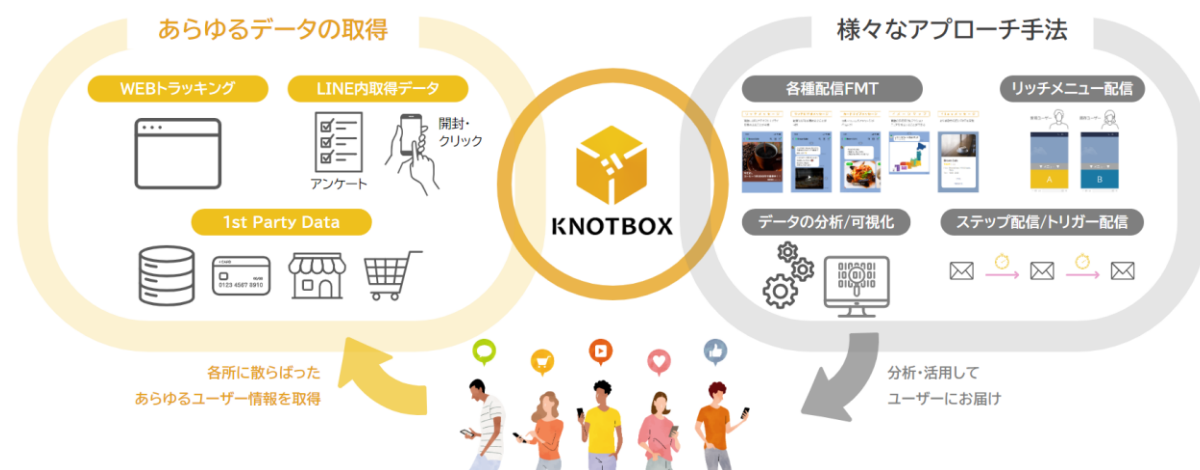 あらゆるデータの取得
WEBトラッキング
LINE内取得データ
アンケート
開封・
クリック
1st Party Data
0123 4567 8910
各所に散らばった
あらゆるユーザー情報を取得
KNOTBOX
様々なアプローチ手法
各種配信FMT
リッチメニュー配信
A
B
データの分析/可視化
ステップ配信/トリガー配信
分析・活用して
ユーザーにお届け